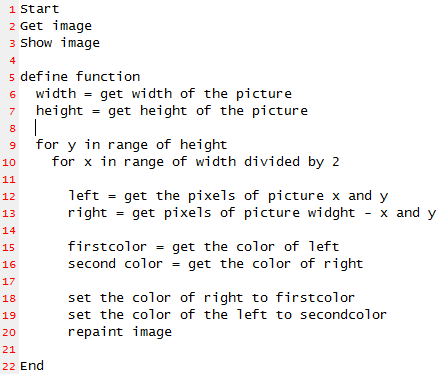 1 Start
2 Get image
3 Show image
4
5 define function
6 width = get width of the picture
7 height = get height of the picture
8
9 for y in range of height
10 for x in range of width divided by 2
11
12 left = get the pixels of picture x and y
13 right = get pixels of picture widght - x and y
14
15 firstcolor = get the color of left
16 second color = get the color of right
17
18 set the color of right to firstcolor
19 set the color of the left to secondcolor
20 repaint image
21
22 End